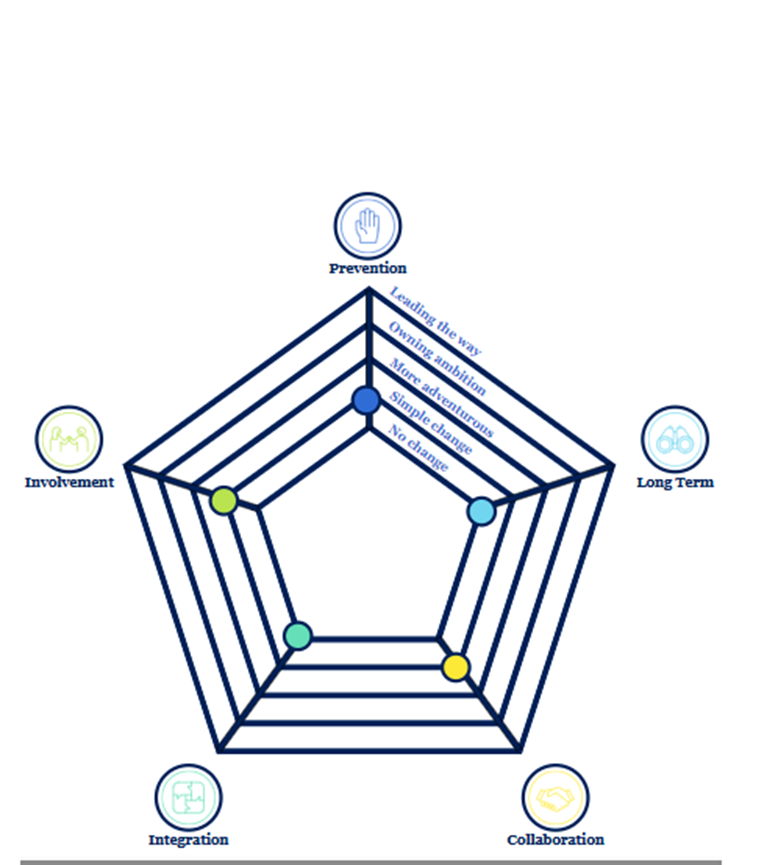 Prevention
Leading the way
Owning ambition
More adventurous
Simple change
No change
Involvement
Long Term
Integration
Collaboration